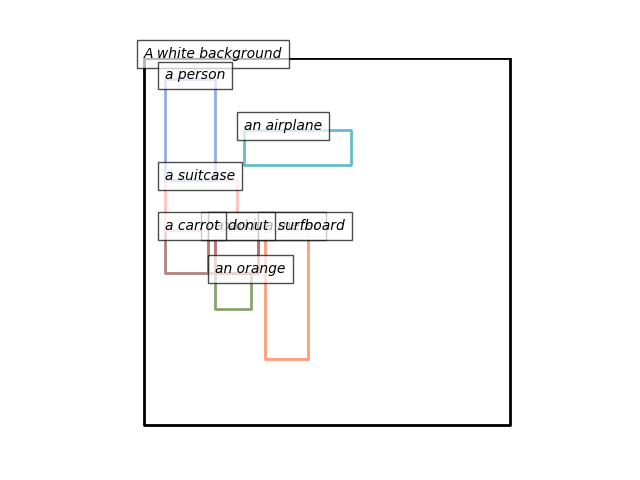 A white background
a person
an airplane
a suitcase
a carrot
donut
surfboard
an orange